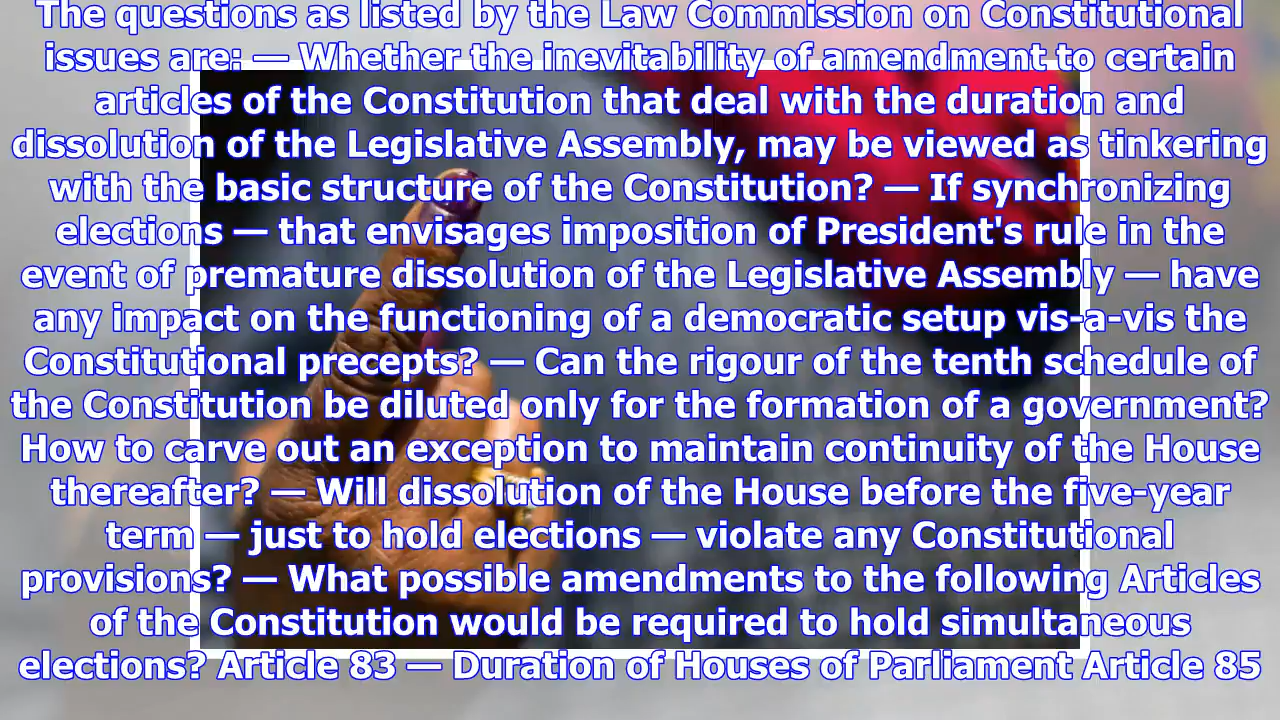 The questions as listed by the Law Commission on Constitutional
issues are: — Whether the inevitability of amendment to certain
articles of the Constitution that deal with the duration and
dissolution of the Legislative Assembly, may be viewed as tinkering
with the basic structure of the Constitution? — If synchronizing
elections — that envisages imposition of President's rule in the
event of premature dissolution of the Legislative Assembly — have
any impact on the functioning of a democratic setup vis-a-vis the
Constitutional precepts? — Can the rigour of the tenth schedule of
the Constitution be diluted only for the formation of a government?
How to carve out an exception to maintain continuity of the House
thereafter? — Will dissolution of the House before the five-year
term — just to hold elections — violate any Constitutional
provisions? — What possible amendments to the following Articles
of the Constitution would be required to hold simultaneous
elections? Article 83 — Duration of Houses of Parliament Article 85